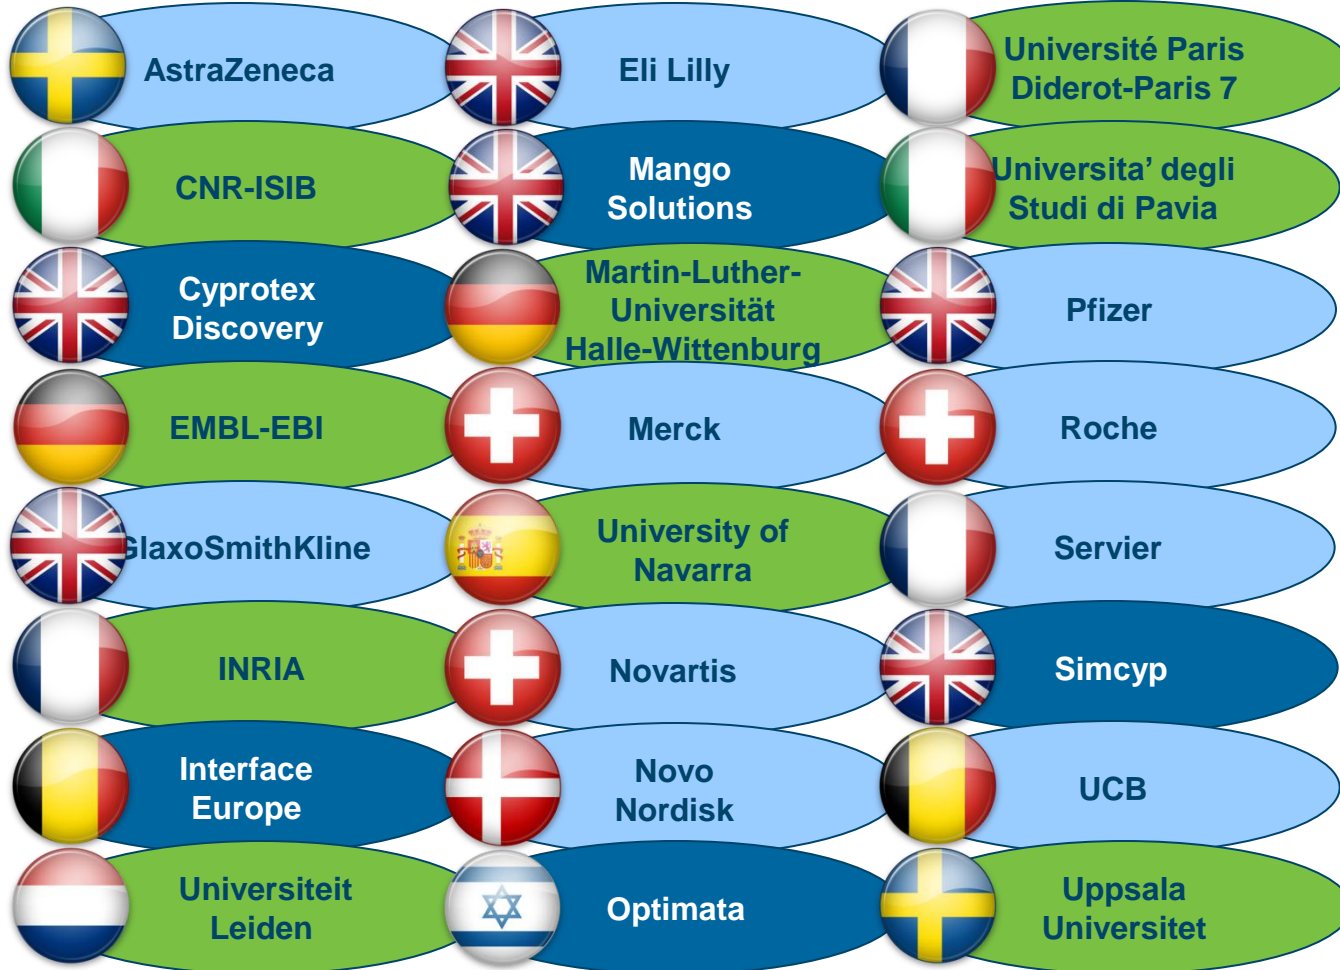 AstraZeneca
Eli Lilly
Université Paris
Diderot-Paris 7
CNR-ISIB
Mango
Solutions
Universita’ degli
Studi di Pavia
Cyprotex
Discovery
Martin-Luther-
Universität
Halle-Wittenburg
Pfizer
EMBL-EBI
Merck
Roche
GlaxoSmithKline
University of
Navarra
Servier
INRIA
Novartis
Simcyp
Interface
Europe
Novo
Nordisk
UCB
Universiteit
Leiden
Optimata
Uppsala
Universitet